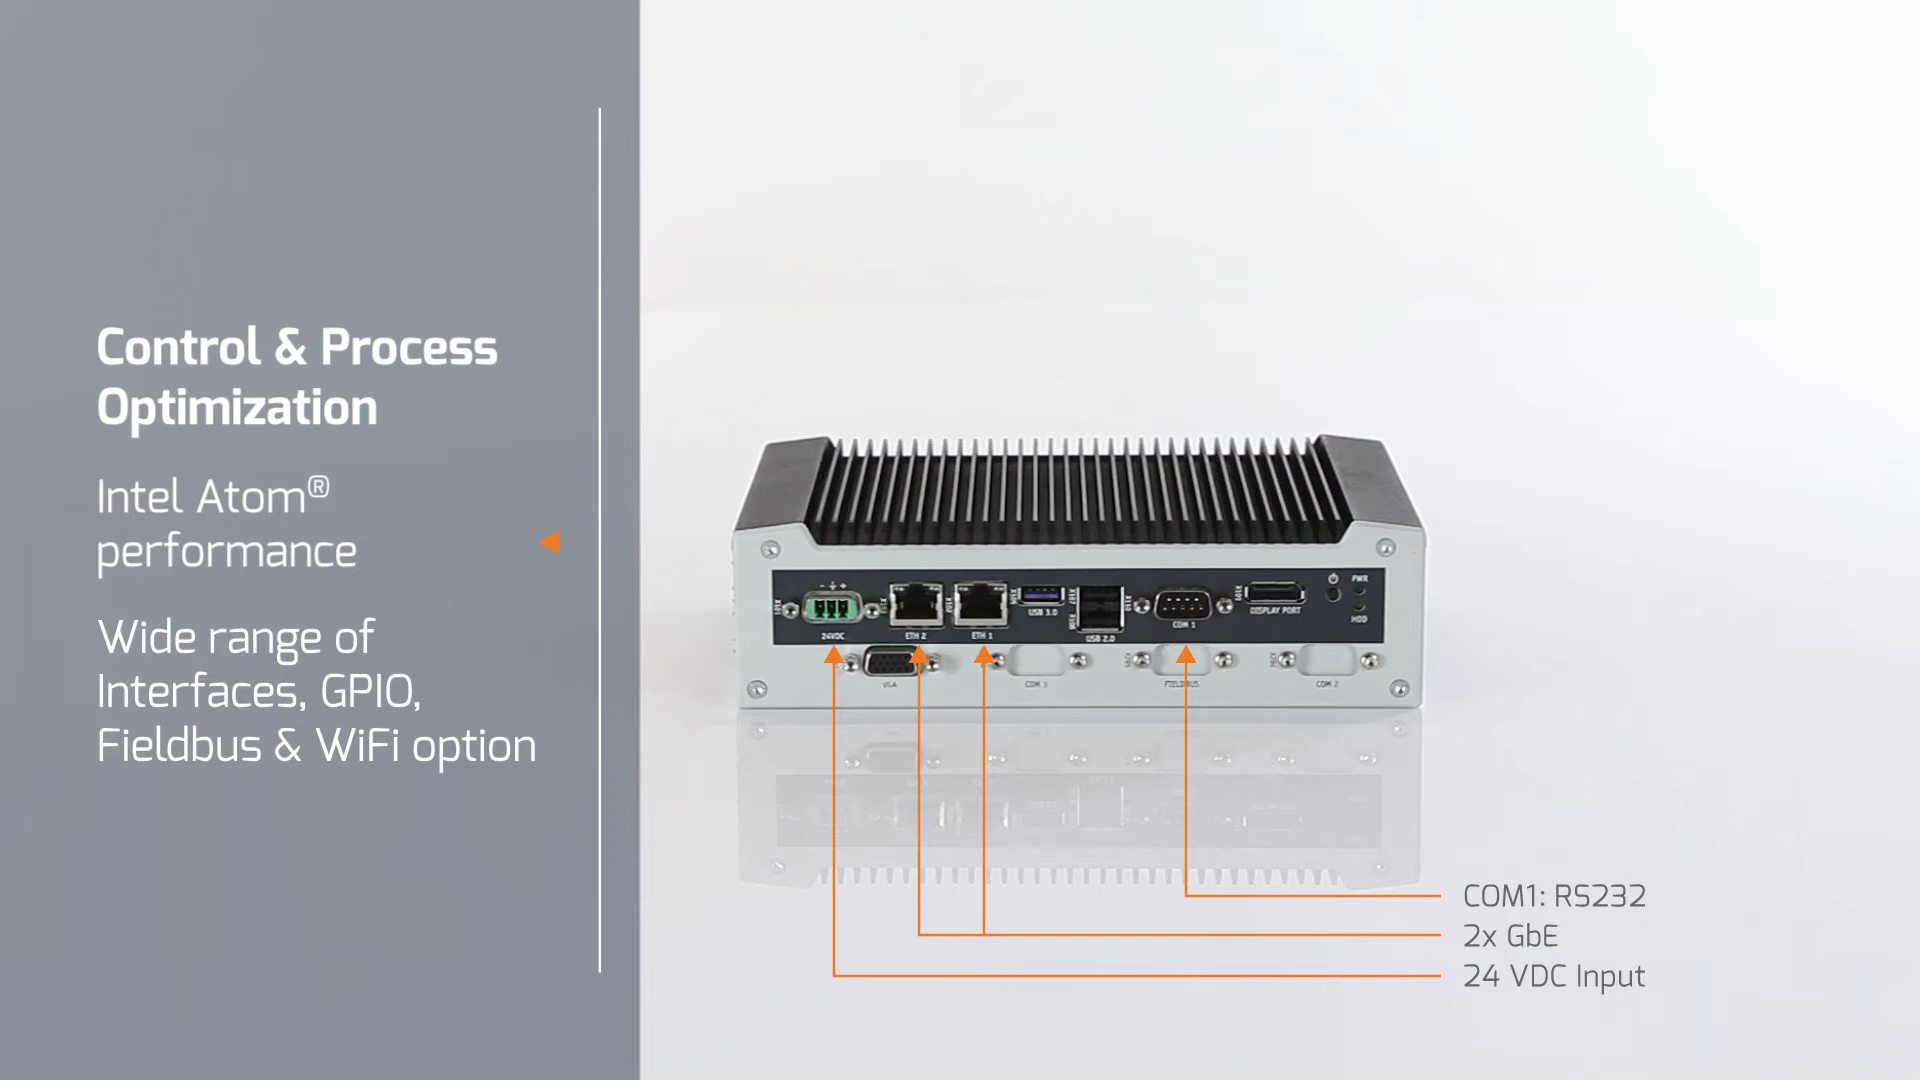 Control & Process
Optimization
Intel Atom®
performance
Wide range of
Interfaces, GPIO,
Fieldbus & WiFi option
- +
24VDC
ETH 2
ETH 1
USB 3.0
USB 2.0
COM 1
DISPLAY PORT
PWR
HDD
VGA
COM 3
FIELDBUS
COM 2
COM1: RS232
2x GbE
24 VDC Input